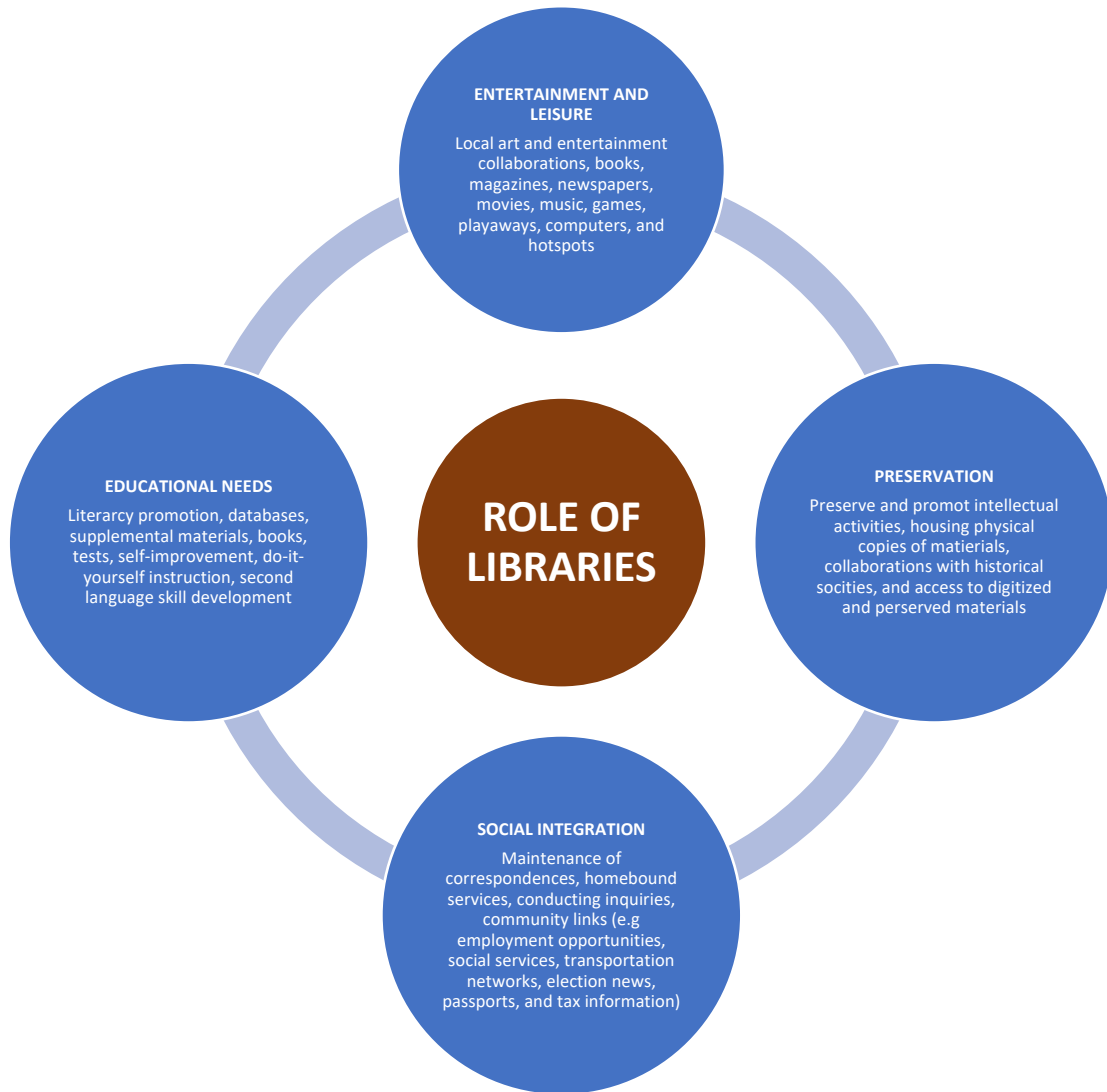 ENTERTAINMENT AND
LEISURE
Local art and entertainment
collaborations, books,
magazines, newspapers,
movies, music, games,
playaways, computers, and
hotspots
EDUCATIONAL NEEDS
Literarcy promotion, databases,
supplemental materials, books,
tests, self-improvement, do-it-
yourself instruction, second
language skill development
ROLE OF
LIBRARIES
PRESERVATION
Preserve and promot intellectual
activities, housing physical
copies of matierials,
collaborations with historical
socities, and access to digitized
and perserved materials
SOCIAL INTEGRATION
Maintenance of
correspondences, homebound
services, conducting inquiries,
community links (e.g
employment opportunities,
social services, transportation
networks, election news,
passports, and tax information)